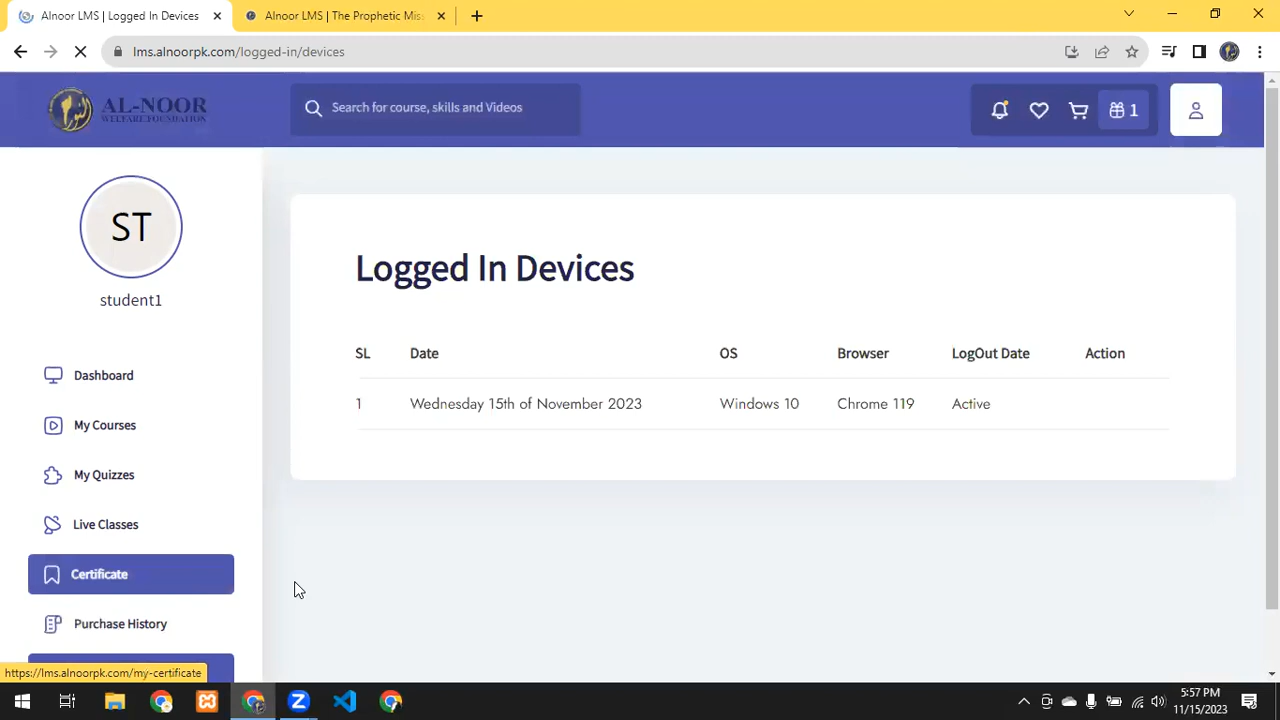 Alnoor LMS | Logged In Devices
Alnoor LMS | The Prophetic Mis
lms.alnoorpk.com/logged-in/devices
AL-NOOR
WELFARE FOUNDATION
Search for course, skills and Videos
1
ST
student1
Dashboard
My Courses
My Quizzes
Live Classes
Certificate
Purchase History
Logged In Devices
SL Date OS Browser LogOut Date Action
1 Wednesday 15th of November 2023 Windows 10 Chrome 119 Active
https://lms.alnoorpk.com/my-certificate
5:57 PM
11/15/2023